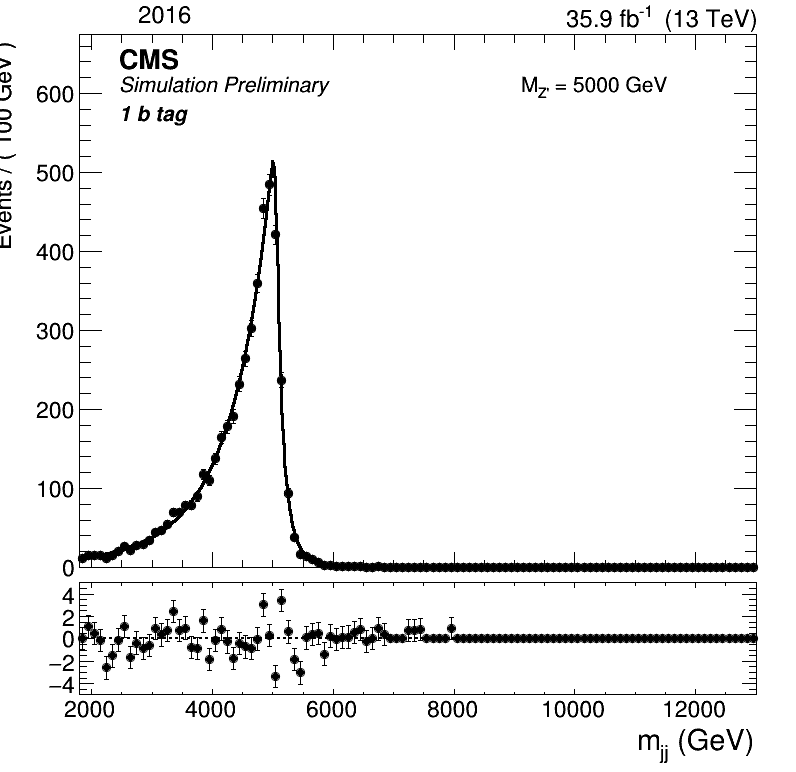 2016
35.9 fb-1 (13 TeV)
CMS
Simulation Preliminary
MZ' = 5000 GeV
1 b tag
Events / ( 100 GeV )
600
500
400
300
200
100
0
4
2
0
−2
−4
2000 4000 6000 8000 10000 12000
mjj (GeV)